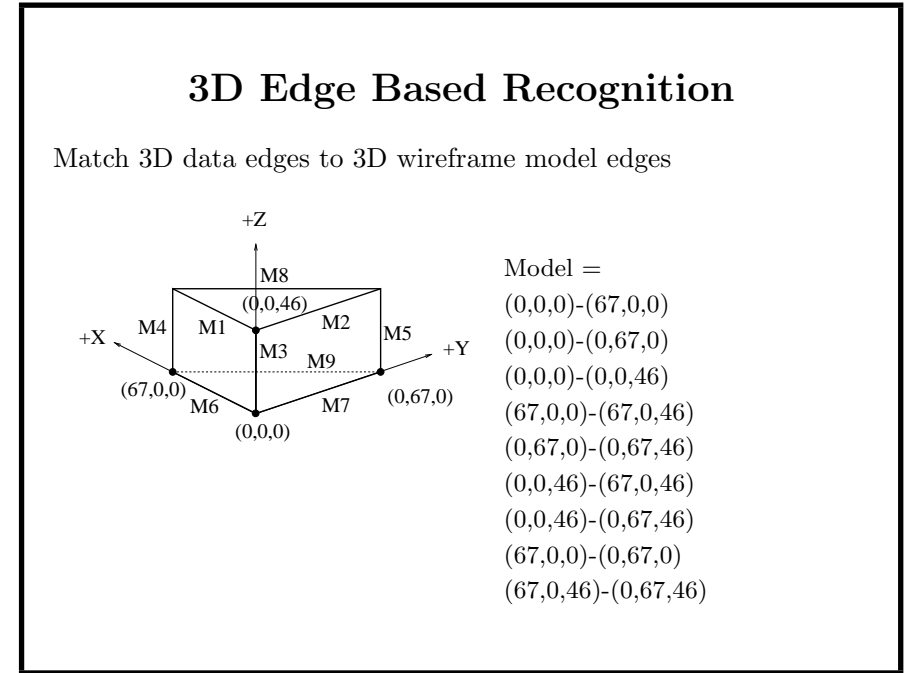 3D Edge Based Recognition
Match 3D data edges to 3D wireframe model edges
+Z
M8
(0,0,46)
M4
M1
M2
M5
+X
M3
+Y
M9
(67,0,0)
M6
M7
(0,67,0)
(0,0,0)
Model =
(0,0,0)-(67,0,0)
(0,0,0)-(0,67,0)
(0,0,0)-(0,0,46)
(67,0,0)-(67,0,46)
(0,67,0)-(0,67,46)
(0,0,46)-(67,0,46)
(0,0,46)-(0,67,46)
(67,0,0)-(0,67,0)
(67,0,46)-(0,67,46)